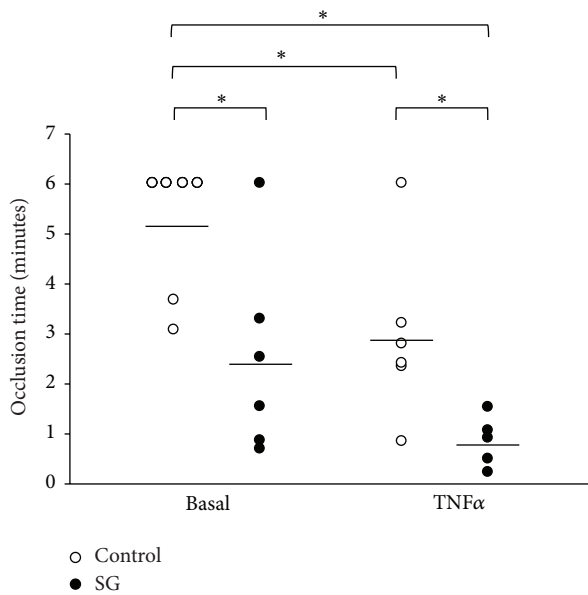 *
*
* *
7
6
5
4
3
2
1
0
Occlusion time (minutes)
Basal TNFα
Control
SG